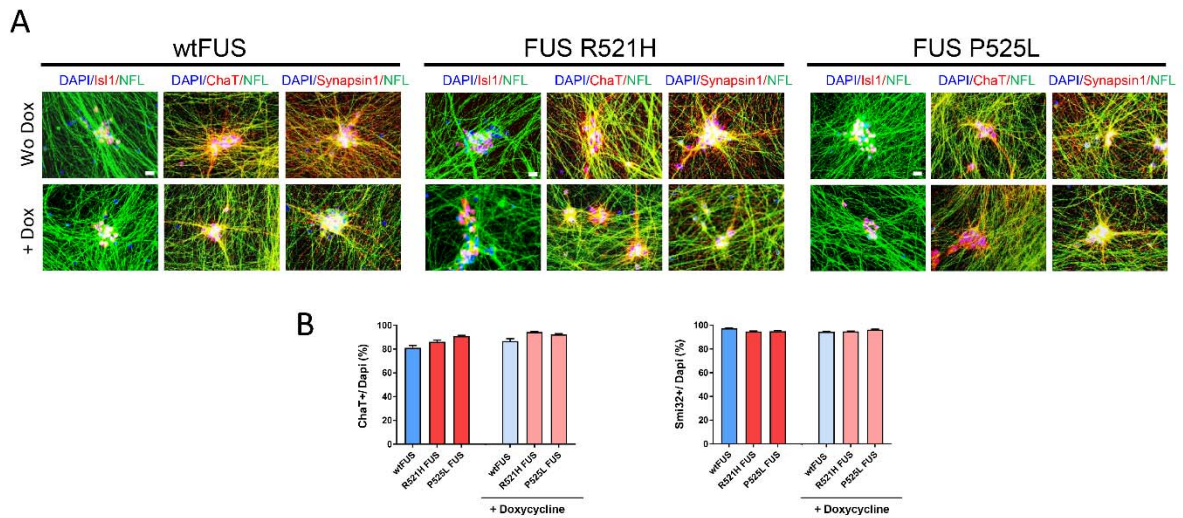 A
wtFUS
FUS R521H
FUS P525L
DAPI/Isl1/NFL DAPI/ChaT/NFL DAPI/Synapsin1/NFL
DAPI/Isl1/NFL DAPI/ChaT/NFL DAPI/Synapsin1/NFL
DAPI/Isl1/NFL DAPI/ChaT/NFL DAPI/Synapsin1/NFL
Wo Dox
+ Dox
B
ChaT+/ Dapi (%)
100
80
60
40
20
0
wtFUS
R521H FUS
P525L FUS
wtFUS
R521H FUS
P525L FUS
+ Doxycycline
Smi32+/ Dapi (%)
100
80
60
40
20
0
wtFUS
R521H FUS
P525L FUS
wtFUS
R521H FUS
P525L FUS
+ Doxycycline